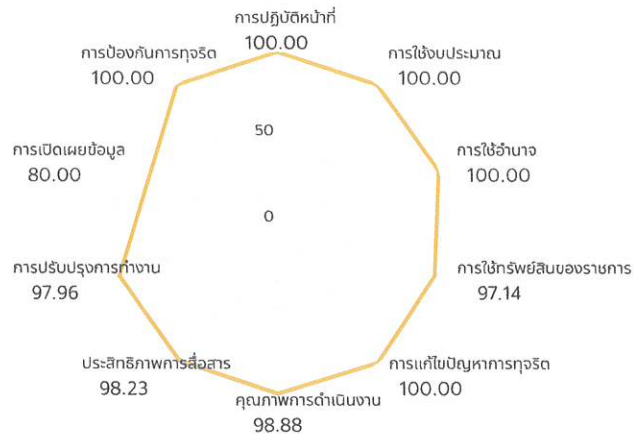 การปฏิบัติหน้าที่
100.00
การป้องกันการทุจริต
100.00
การใช้งบประมาณ
100.00
50
การเปิดเผยข้อมูล
80.00
การใช้อำนาจ
100.00
0
การปรับปรุงการทำงาน
97.96
การใช้ทรัพย์สินของราชการ
97.14
ประสิทธิภาพการสื่อสาร
98.23
การแก้ไขปัญหาการทุจริต
100.00
คุณภาพการดำเนินงาน
98.88